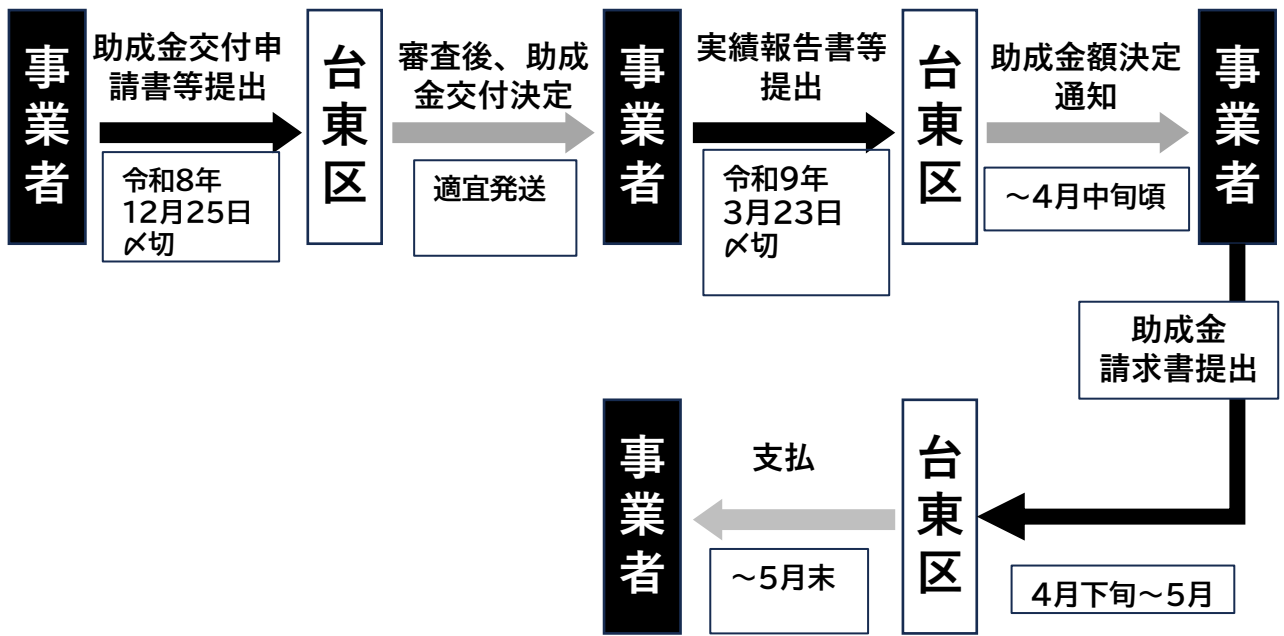 事業者
助成金交付申
請書等提出
令和8年
12月25日
〆切
台東区
審査後、助成
金交付決定
適宜発送
事業者
実績報告書等
提出
令和9年
3月23日
〆切
台東区
助成金額決定
通知
～4月中旬頃
事業者
助成金
請求書提出
4月下旬～5月
台東区
支払
～5月末
事業者